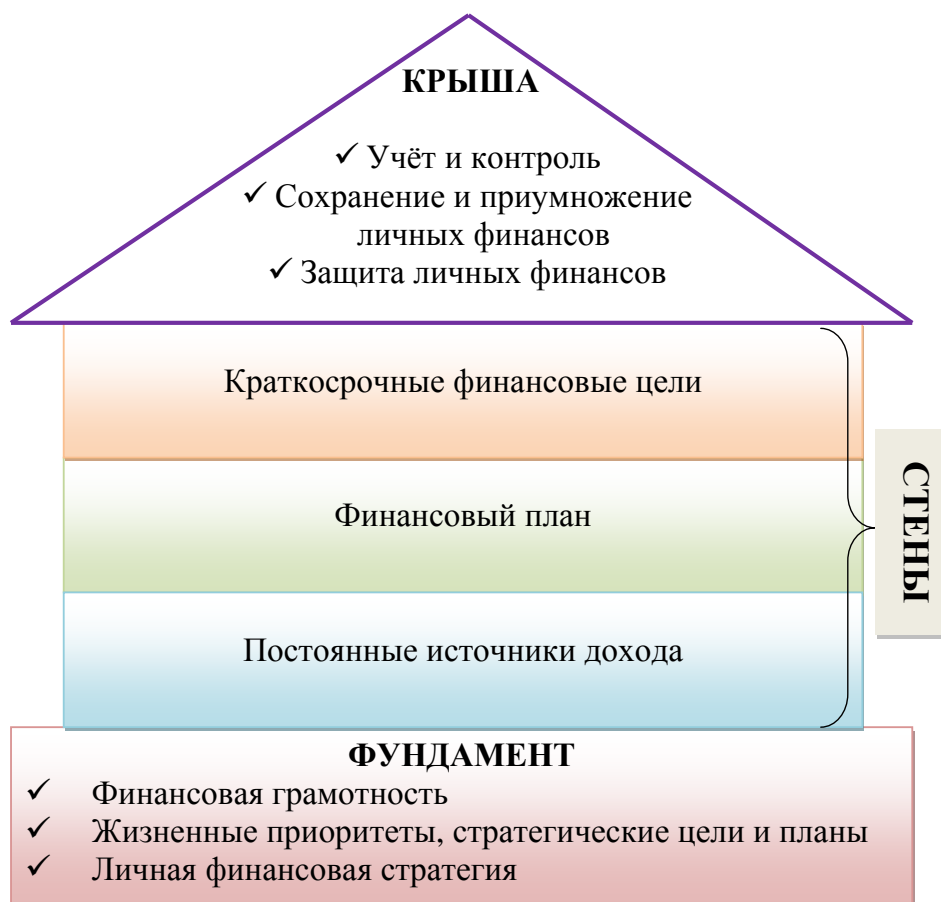 КРЫША
✓ Учёт и контроль
✓ Сохранение и приумножение
личных финансов
✓ Защита личных финансов
Краткосрочные финансовые цели
Финансовый план
Постоянные источники дохода
СТЕНЫ
ФУНДАМЕНТ
✓ Финансовая грамотность
✓ Жизненные приоритеты, стратегические цели и планы
✓ Личная финансовая стратегия